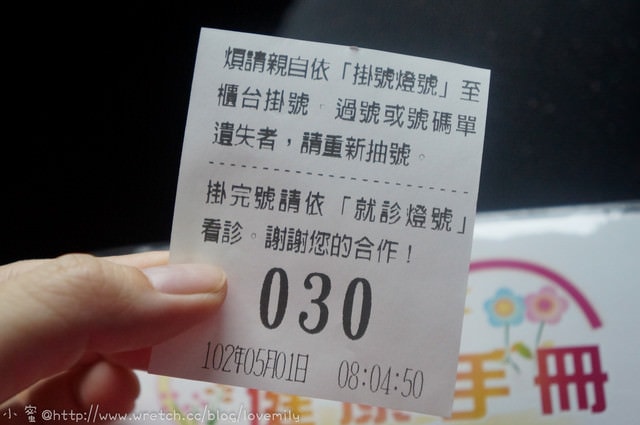 煩請親自依「掛號燈號」至
櫃台掛號。過號或號碼單
遺失者，請重新抽號。
掛完號請依「就診燈號」
看診。謝謝您的合作！
030
102年05月01日 08:04:50
健康手冊
小蜜@http://www.wretch.cc/blog/lovemily